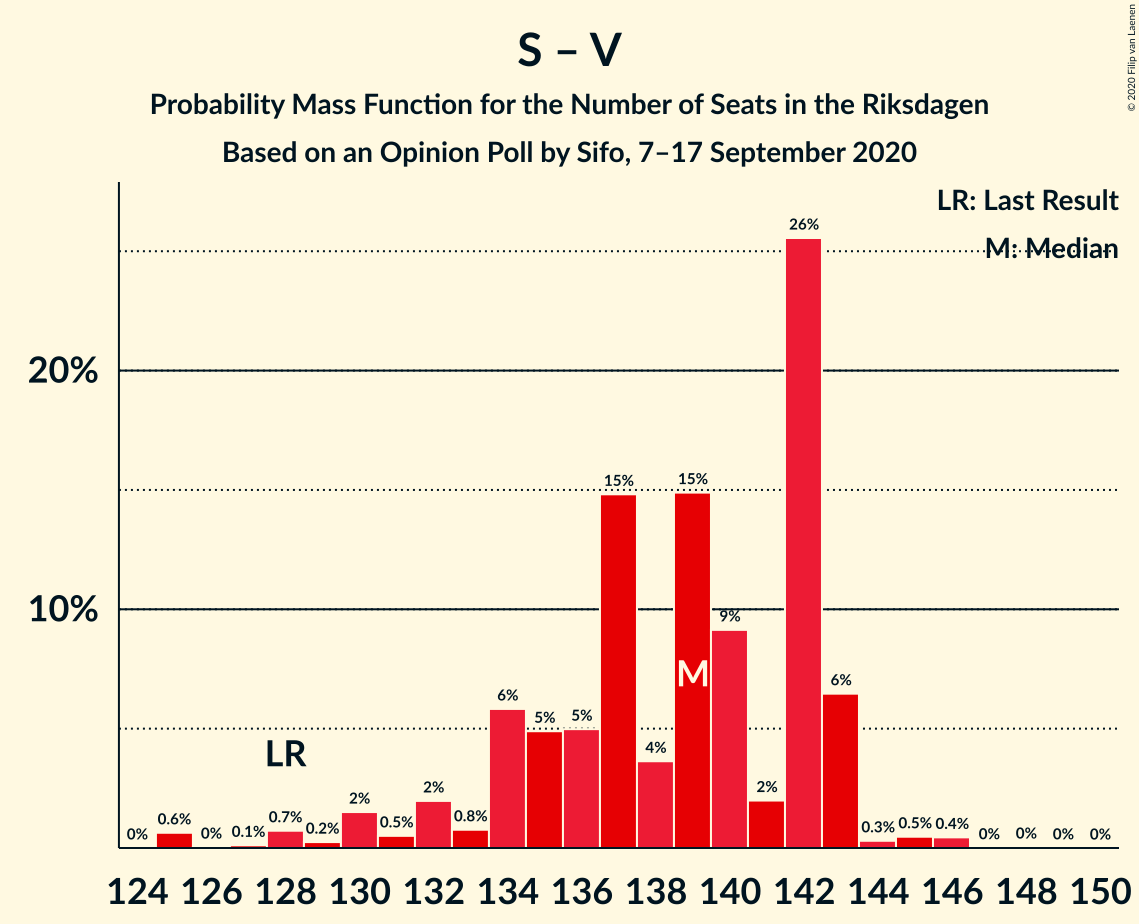 S – V
Probability Mass Function for the Number of Seats in the Riksdagen
Based on an Opinion Poll by Sifo, 7–17 September 2020
© 2020 Filip van Laenen
LR: Last Result
M: Median
20%
10%
0% 0.6% 0% 0.1% 0.7% 0.2% 2% 0.5% 2% 0.8% 6% 5% 5% 15% 4% 15% 9% 2% 26% 6% 0.3% 0.5% 0.4% 0% 0% 0% 0%
LR
M
124 126 128 130 132 134 136 138 140 142 144 146 148 150